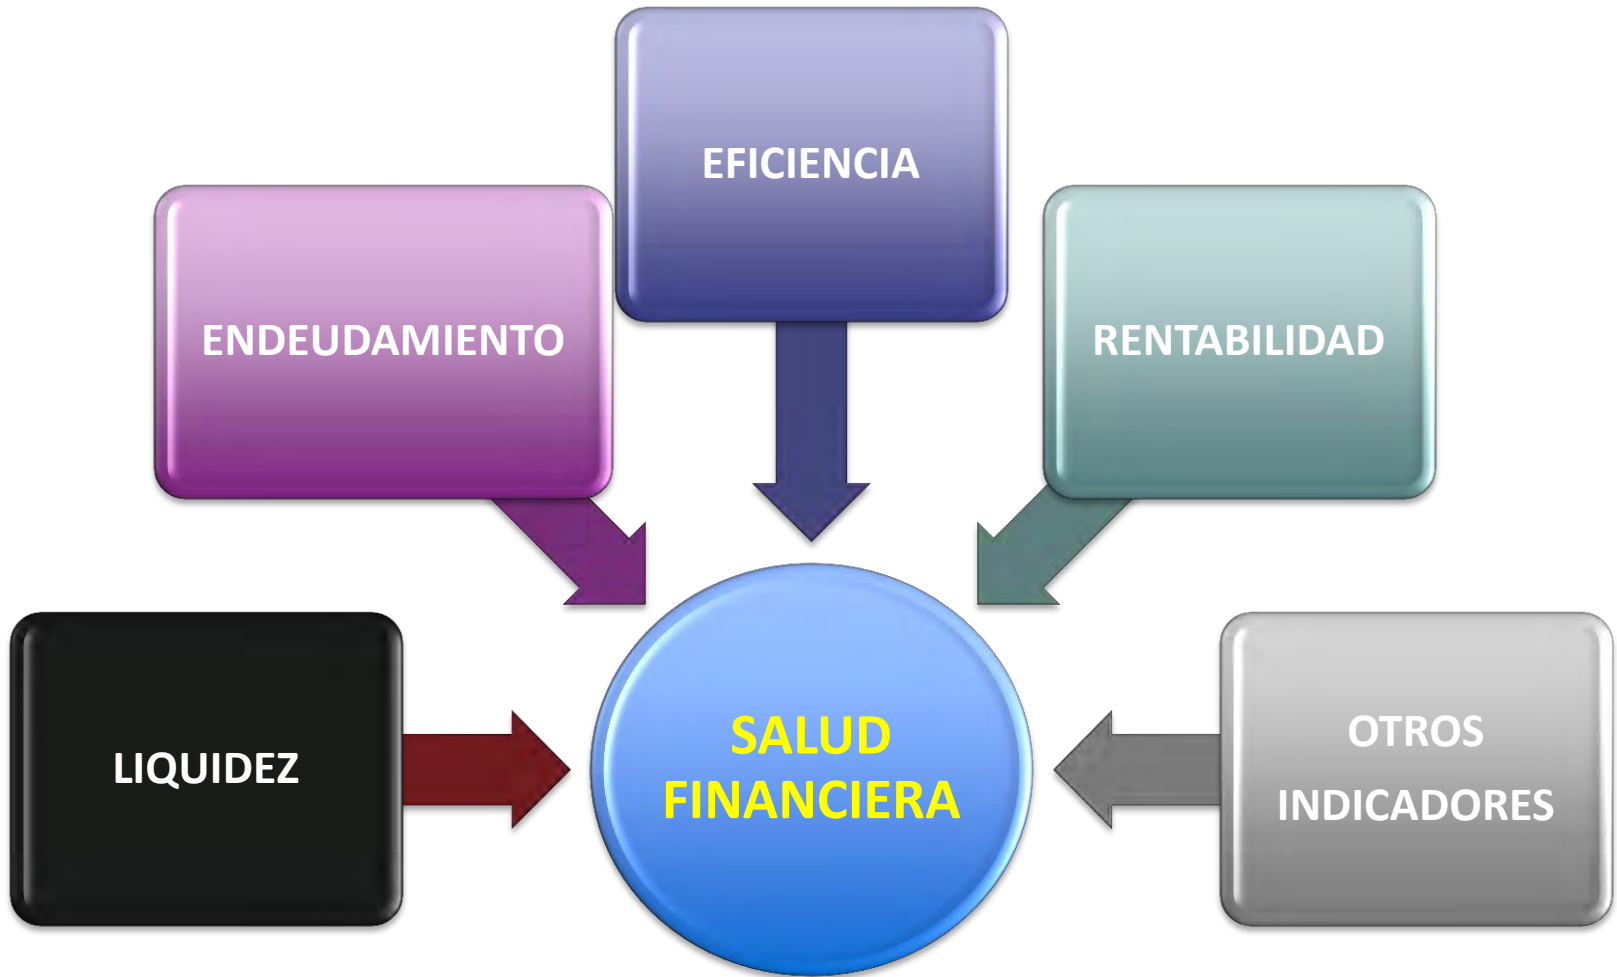 EFICIENCIA
ENDEUDAMIENTO
RENTABILIDAD
LIQUIDEZ
SALUD
FINANCIERA
OTROS
INDICADORES